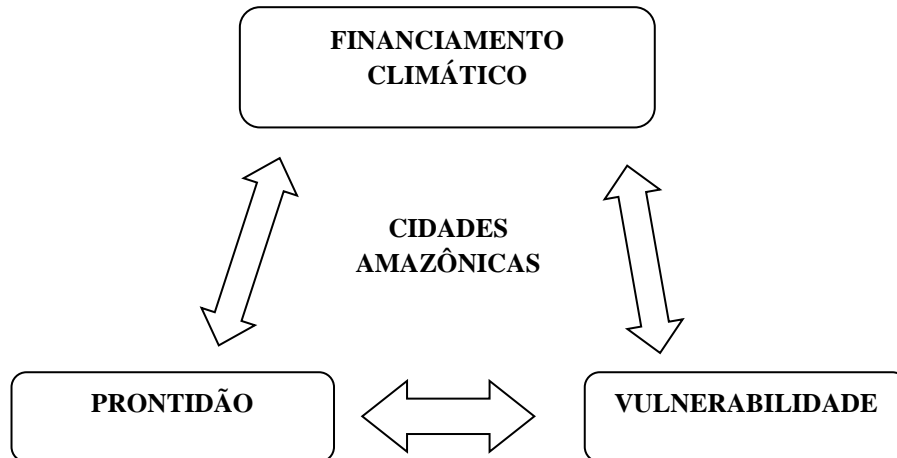 FINANCIAMENTO
CLIMÁTICO
CIDADES
AMAZÔNICAS
PRONTIDÃO
VULNERABILIDADE